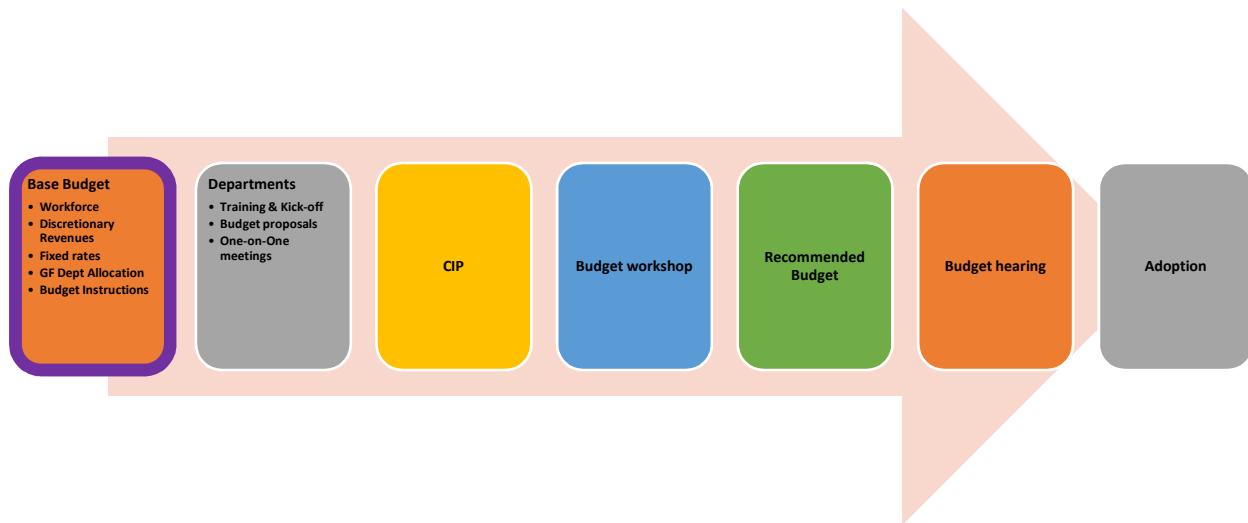 Base Budget
• Workforce
• Discretionary
Revenues
• Fixed rates
• GF Dept Allocation
• Budget Instructions
Departments
• Training & Kick-off
• Budget proposals
• One-on-One
meetings
CIP
Budget workshop
Recommended
Budget
Budget hearing
Adoption